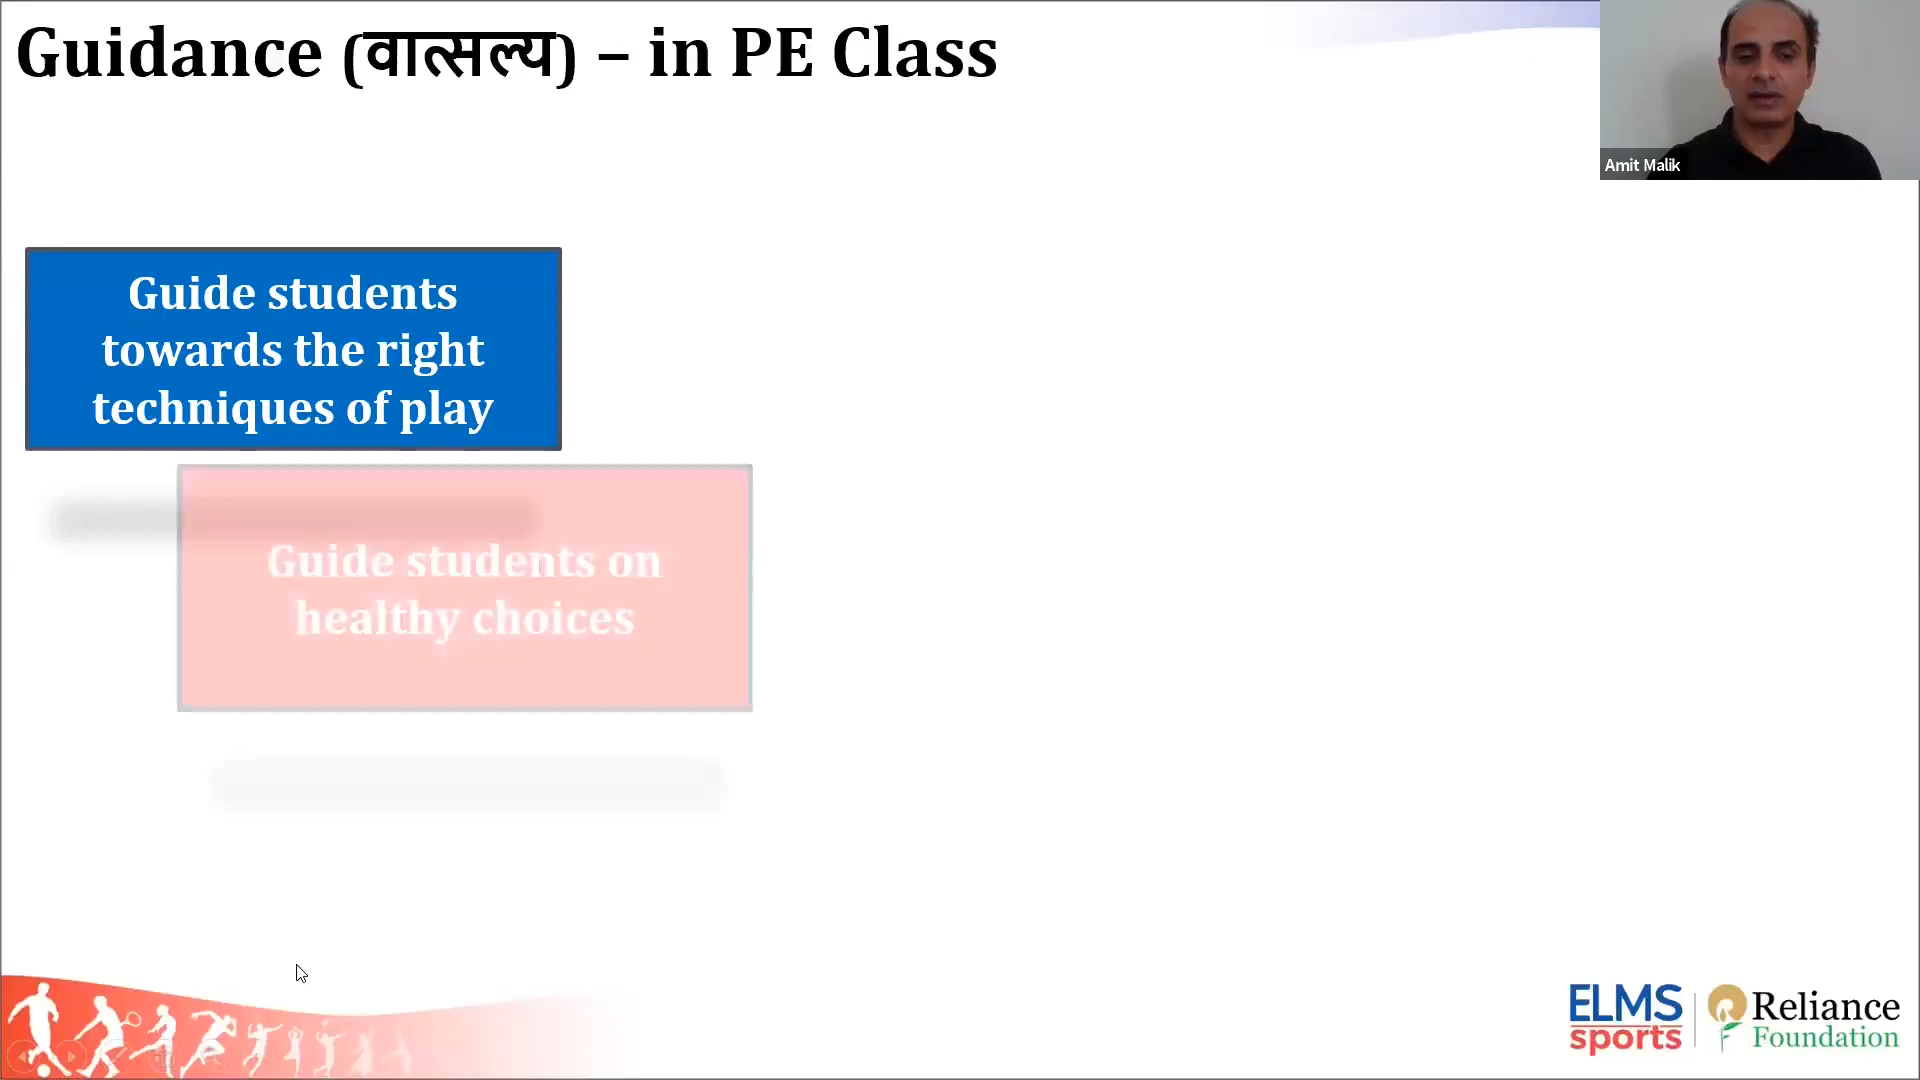 Guidance (वात्सल्य) – in PE Class
Amit Malik
Guide students
towards the right
techniques of play
Guide students on
healthy choices
ELMS
sports
Reliance
Foundation